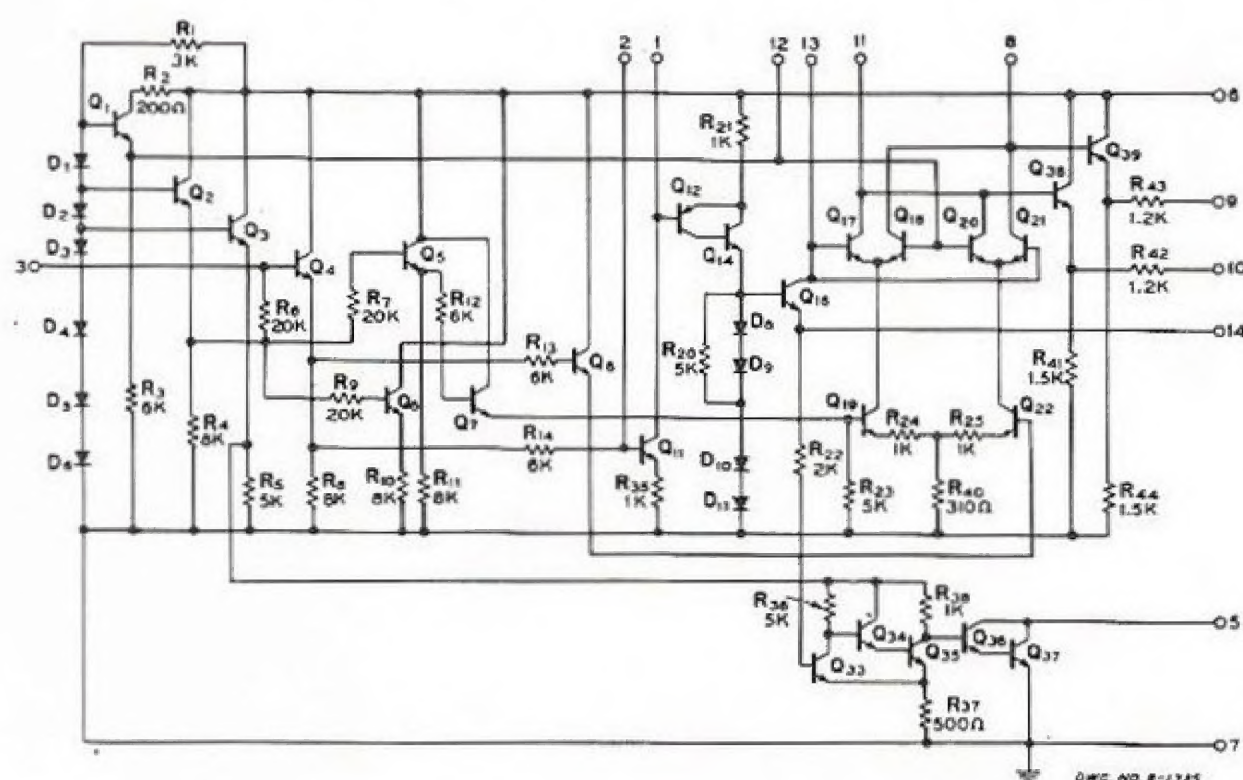 R1
3K
2
1
12
13
11
8
R2
200Ω
Q1
6
R21
1K
D1
Q2
Q12
Q38
Q39
R43
9
1.2K
D2
Q3
Q17
Q18
Q20
Q21
D3
Q5
Q14
R42
10
1.2K
3
Q4
R6
20K
R7
20K
R12
6K
Q15
D4
D8
14
R13
6K
Q8
R20
5K
D9
R41
1.5K
R3
6K
R9
20K
Q6
Q7
Q19
R24
1K
R25
1K
Q22
D5
R4
8K
R14
6K
Q11
D10
R22
2K
D6
R5
5K
R8
8K
R10
8K
R11
8K
R35
1K
D11
R23
5K
R40
310Ω
R44
1.5K
R36
5K
R38
1K
5
Q34
Q35
Q36
Q37
Q33
R37
500Ω
7
DWG. NO.